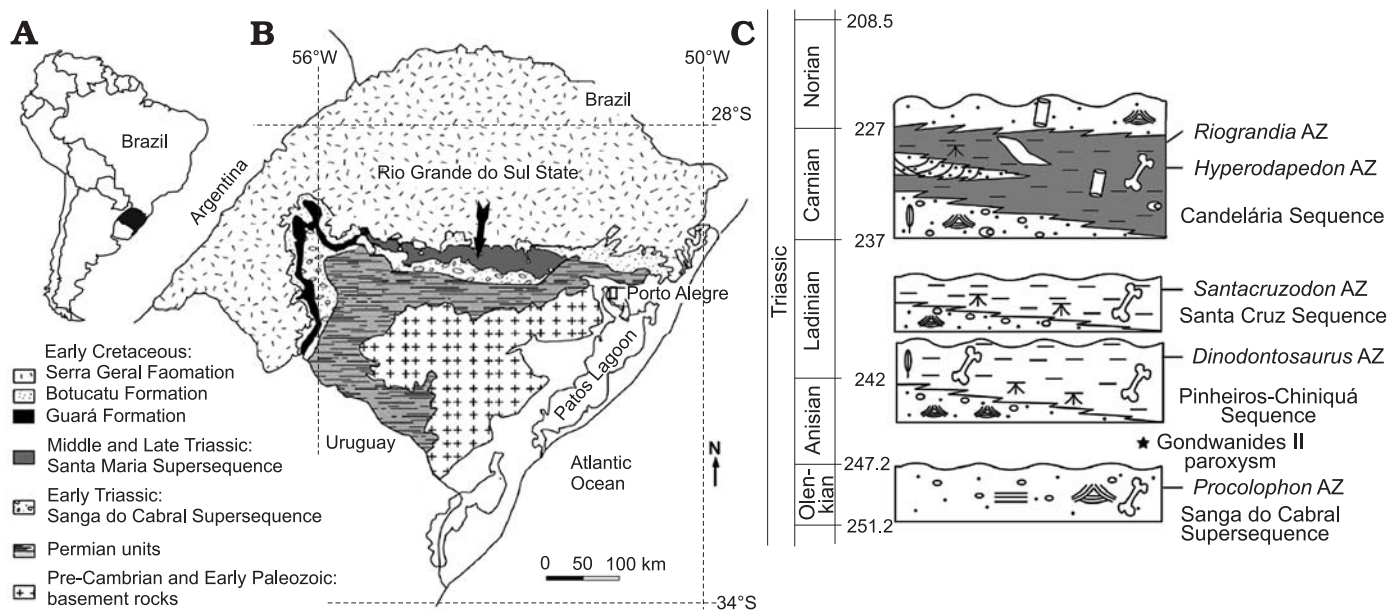 A
Brazil
Early Cretaceous:
Serra Geral Faomation
Botucatu Formation
Guará Formation
Middle and Late Triassic:
Santa Maria Supersequence
Early Triassic:
Sanga do Cabral Supersequence
Permian units
Pre-Cambrian and Early Paleozoic:
basement rocks
B
56°W
50°W
Brazil
28°S
Argentina
Rio Grande do Sul State
Porto Alegre
Patos Lagoon
Uruguay
Atlantic
Ocean
N
0 50 100 km
34°S
C
208.5
Norian
227
Riograndia AZ
Hyperodapedon AZ
Carnian
Candelária Sequence
237
Triassic
Ladinian
Santacruzodon AZ
Santa Cruz Sequence
Dinodontosaurus AZ
242
Anisian
Pinheiros-Chiniquá
Sequence
Gondwanides II
paroxysm
247.2
Olen-
kian
Procolophon AZ
Sanga do Cabral
Supersequence
251.2